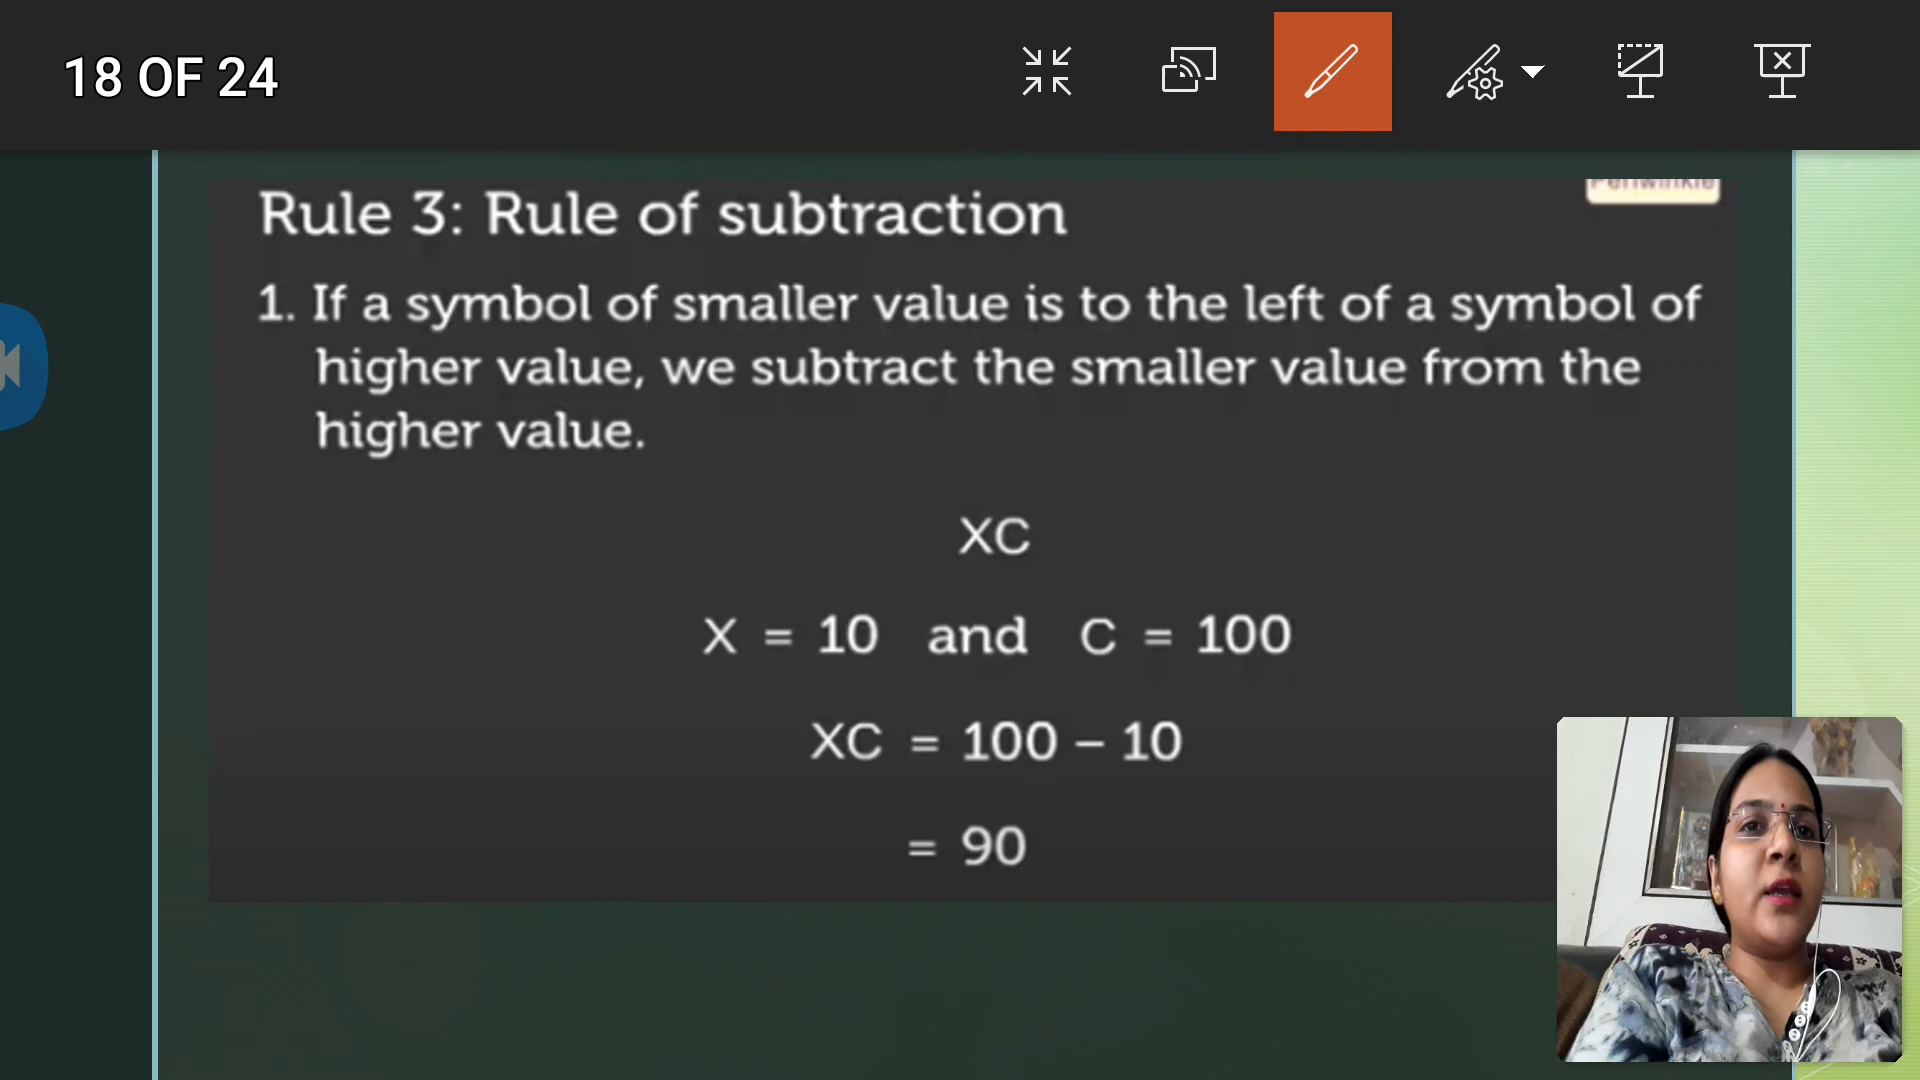 18 OF 24
Periwinkle
Rule 3: Rule of subtraction
1. If a symbol of smaller value is to the left of a symbol of
higher value, we subtract the smaller value from the
higher value.
XC
X = 10 and C = 100
XC = 100 – 10
= 90